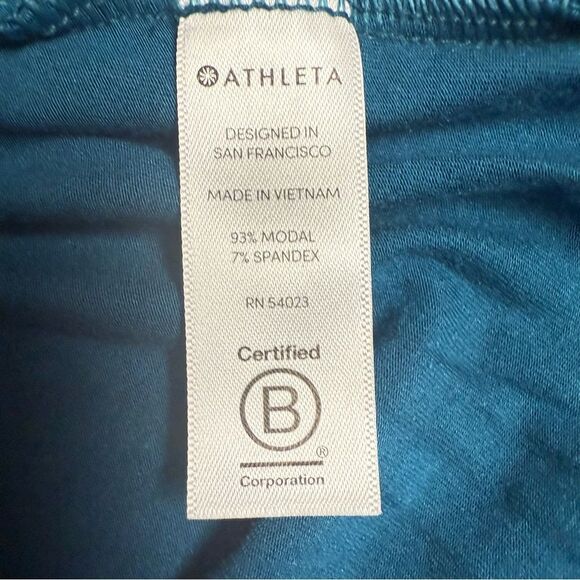 ATHLETA
DESIGNED IN
SAN FRANCISCO
MADE IN VIETNAM
93% MODAL
7% SPANDEX
RN 54023
Certified
B
®
Corporation